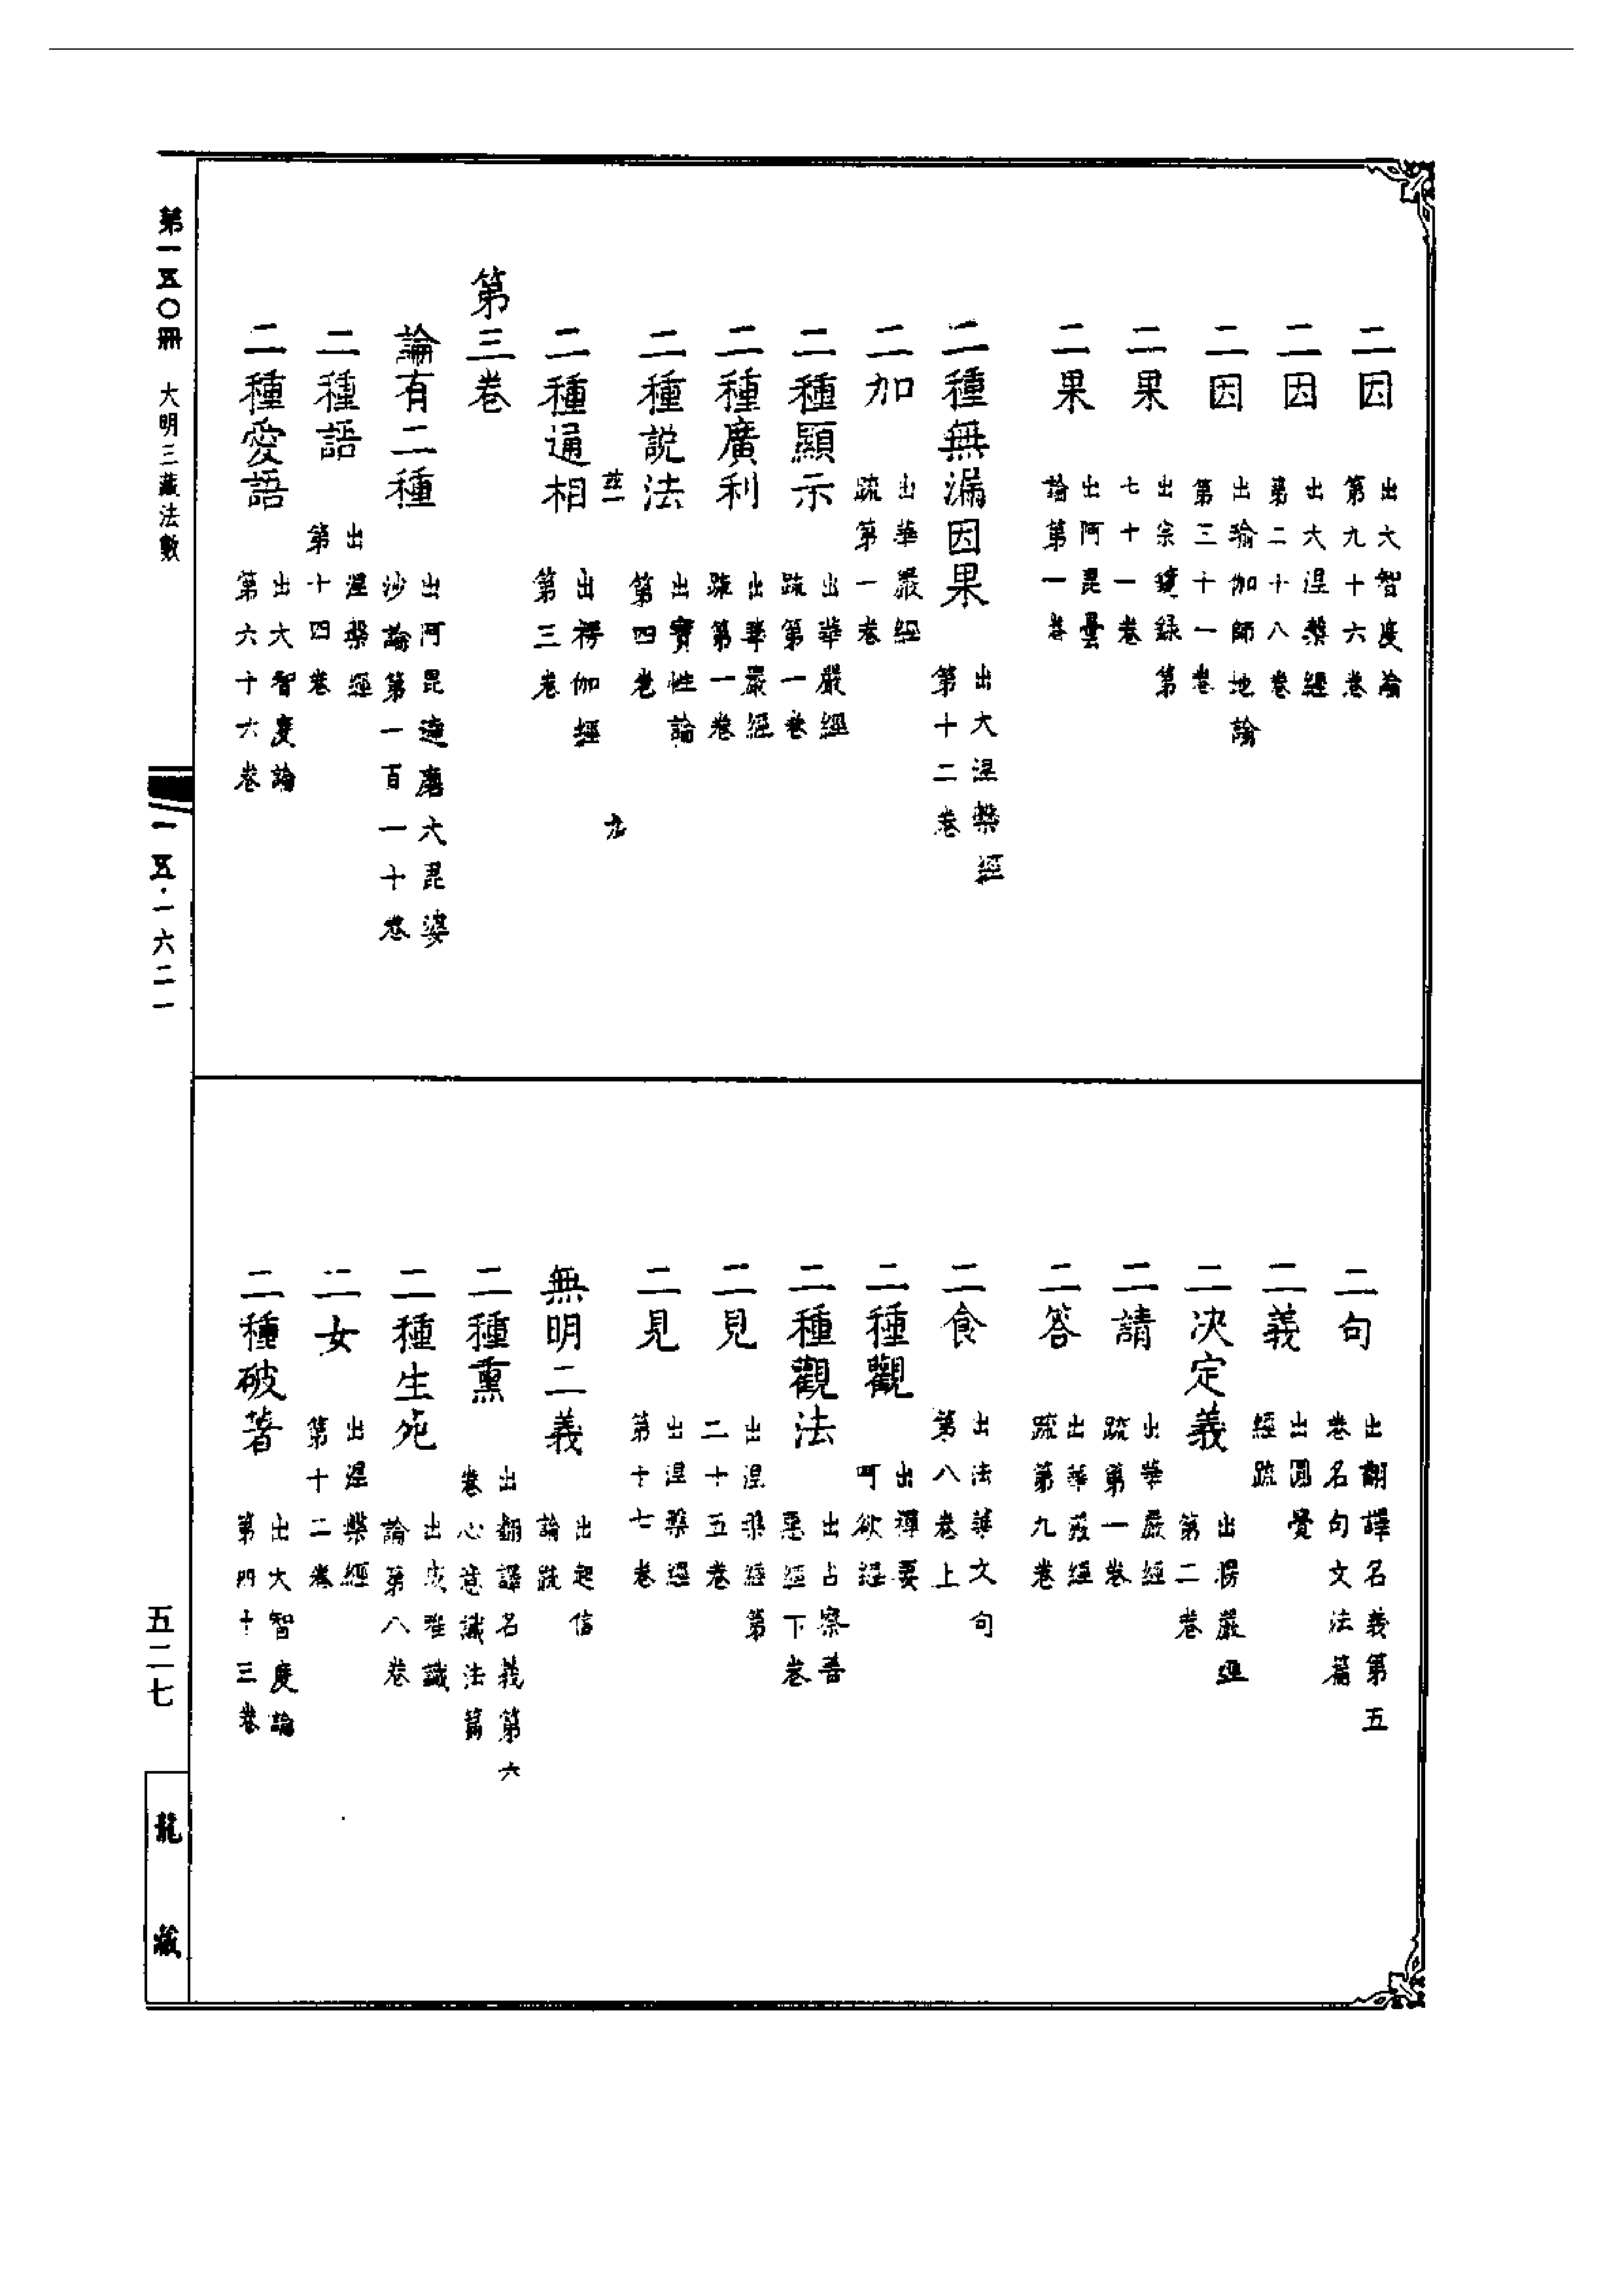 二因 出大智度論第九十六卷
二因 出大涅槃經第二十八卷
二因 出瑜伽師地論第三十一卷
二果 出宗鏡録第七十一卷
二果 出阿毘曇論第一卷
二種無漏因果 出大涅槃經第十二卷
二加 出華嚴經疏第一卷
二種顯示 出華嚴經疏第一卷
二種廣利 出華嚴經疏第一卷
二種説法 出寶性論第四卷
九
二種通相 出楞伽經第三卷
第三卷
論有二種 出阿毘達磨大毘婆沙論第一百一十卷
二種語 出涅槃經第十四卷
二種愛語 出大智度論第六十六卷
二句 出翻譯名義第五卷名句文法篇
二義 出圓覺經疏
二決定義 出楞嚴經第二卷
二請 出華嚴經疏第一卷
二答 出華嚴經疏第九卷
二食 出法華文句第八卷上
二種觀 出禪要呵欲經
二種觀法 出占察善惡經下卷
二見 出涅槃經第二十五卷
二見 出涅槃經第十七卷
無明二義 出起信論疏
二種熏 出翻譯名義第六卷心意識法篇
二種生死 出成唯識論第八卷
二女 出涅槃經第十二卷
二種破著 出大智度論第四十三卷
第一五〇冊 大明三藏法數
一五·一六二一
五二七
龍藏